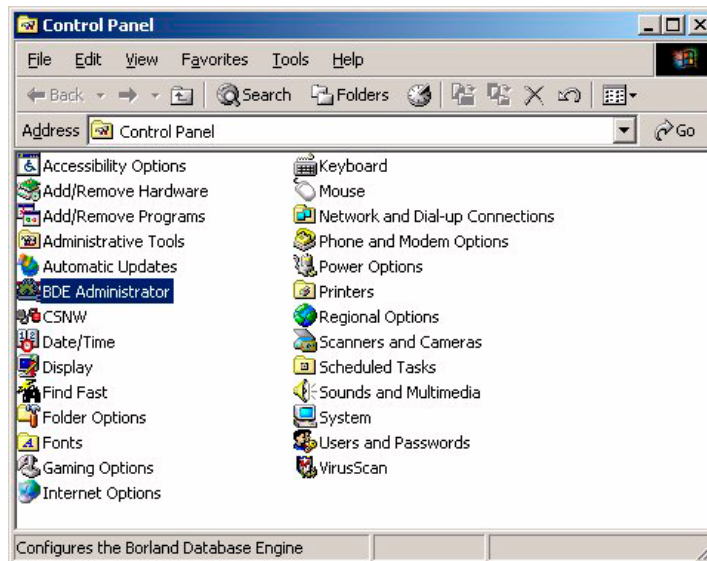 Control Panel
File Edit View Favorites Tools Help
Back Search Folders
Address Control Panel Go
Accessibility Options
Add/Remove Hardware
Add/Remove Programs
Administrative Tools
Automatic Updates
BDE Administrator
CSNW
Date/Time
Display
Find Fast
Folder Options
Fonts
Gaming Options
Internet Options
Keyboard
Mouse
Network and Dial-up Connections
Phone and Modem Options
Power Options
Printers
Regional Options
Scanners and Cameras
Scheduled Tasks
Sounds and Multimedia
System
Users and Passwords
VirusScan
Configures the Borland Database Engine